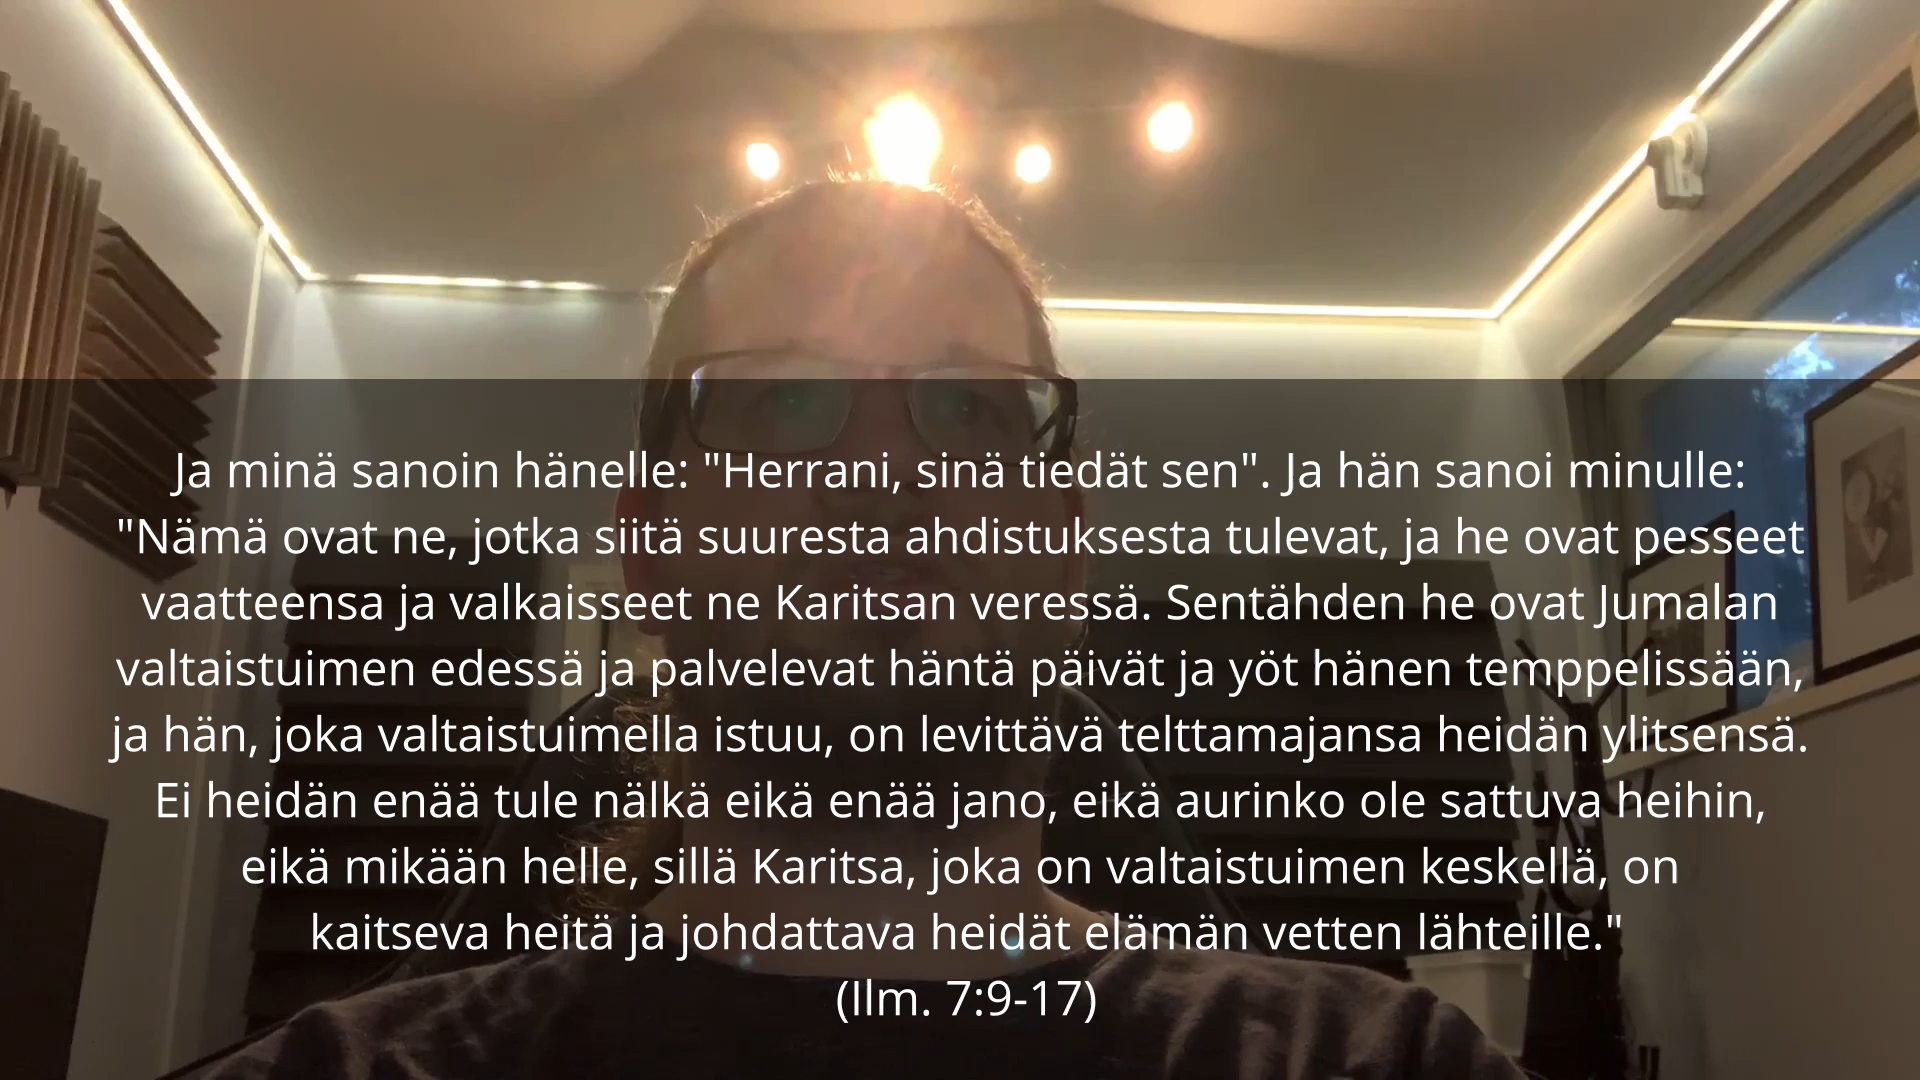 Ja minä sanoin hänelle: "Herrani, sinä tiedät sen". Ja hän sanoi minulle:
"Nämä ovat ne, jotka siitä suuresta ahdistuksesta tulevat, ja he ovat pesseet
vaatteensa ja valkaisseet ne Karitsan veressä. Sentähden he ovat Jumalan
valtaistuimen edessä ja palvelevat häntä päivät ja yöt hänen temppelissään,
ja hän, joka valtaistuimella istuu, on levittävä telttamajansa heidän ylitsensä.
Ei heidän enää tule nälkä eikä enää jano, eikä aurinko ole sattuva heihin,
eikä mikään helle, sillä Karitsa, joka on valtaistuimen keskellä, on
kaitseva heitä ja johdattava heidät elämän vetten lähteille."
(Ilm. 7:9-17)